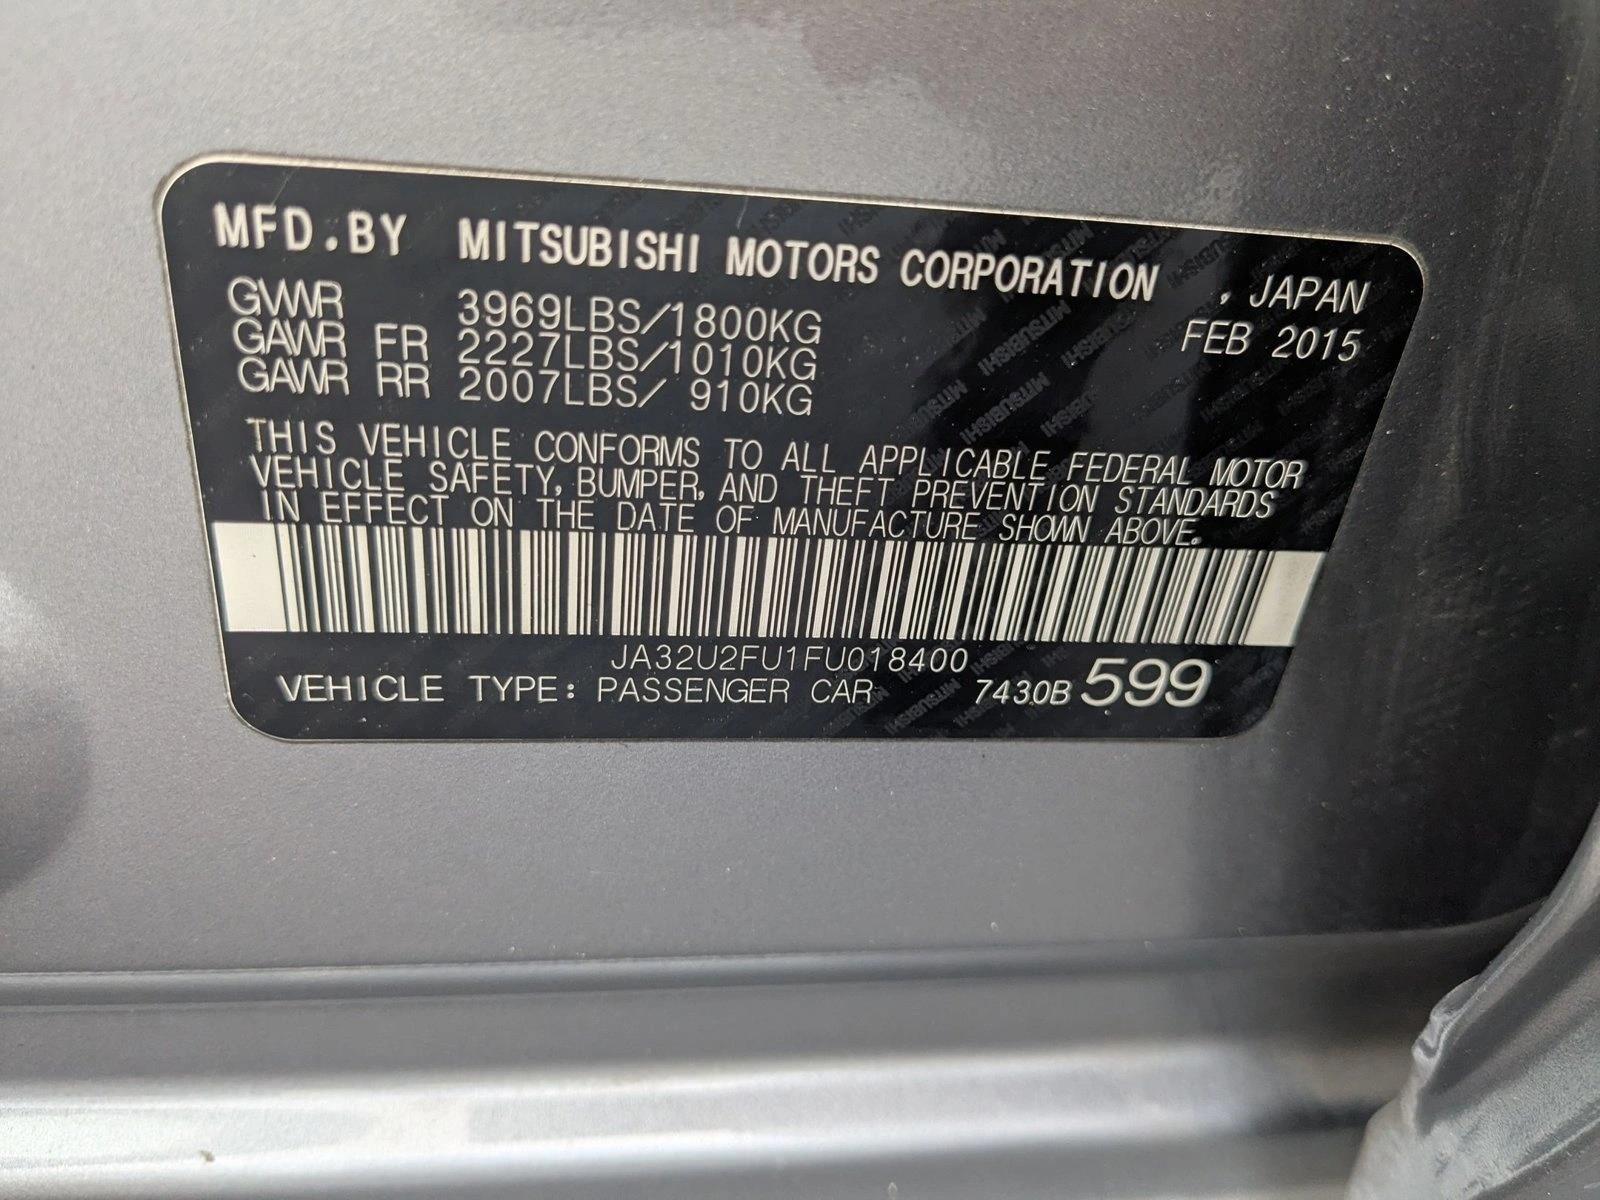 MFD.BY MITSUBISHI MOTORS CORPORATION , JAPAN
GVWR 3969LBS/1800KG FEB 2015
GAWR FR 2227LBS/1010KG
GAWR RR 2007LBS/ 910KG
THIS VEHICLE CONFORMS TO ALL APPLICABLE FEDERAL MOTOR
VEHICLE SAFETY, BUMPER, AND THEFT PREVENTION STANDARDS
IN EFFECT ON THE DATE OF MANUFACTURE SHOWN ABOVE.
JA32U2FU1FU018400
VEHICLE TYPE: PASSENGER CAR 7430B 599